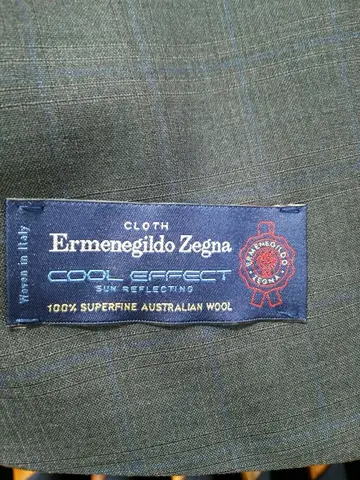 Woven in Italy
CLOTH
Ermenegildo Zegna
COOL EFFECT
SUN REFLECTING
100% SUPERFINE AUSTRALIAN WOOL
ERMENEGILDO
ZEGNA